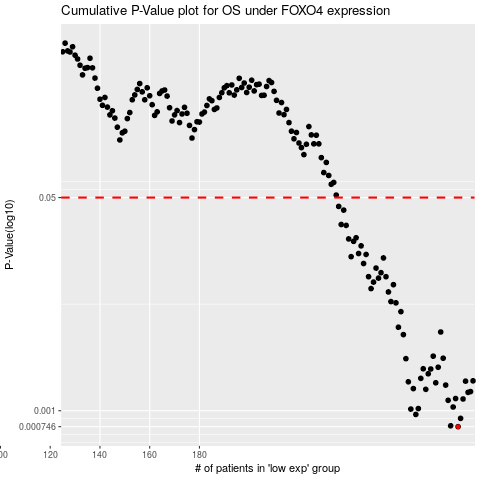 Cumulative P-Value plot for OS under FOXO4 expression
P-Value(log10)
0.05
0.001
0.000746
00 120 140 160 180
# of patients in 'low exp' group